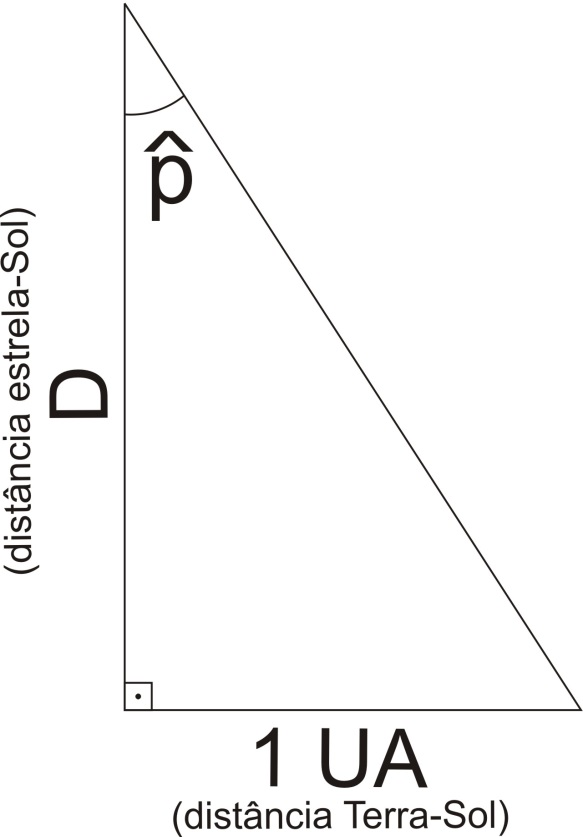 p̂
D
(distância estrela-Sol)
1 UA
(distância Terra-Sol)